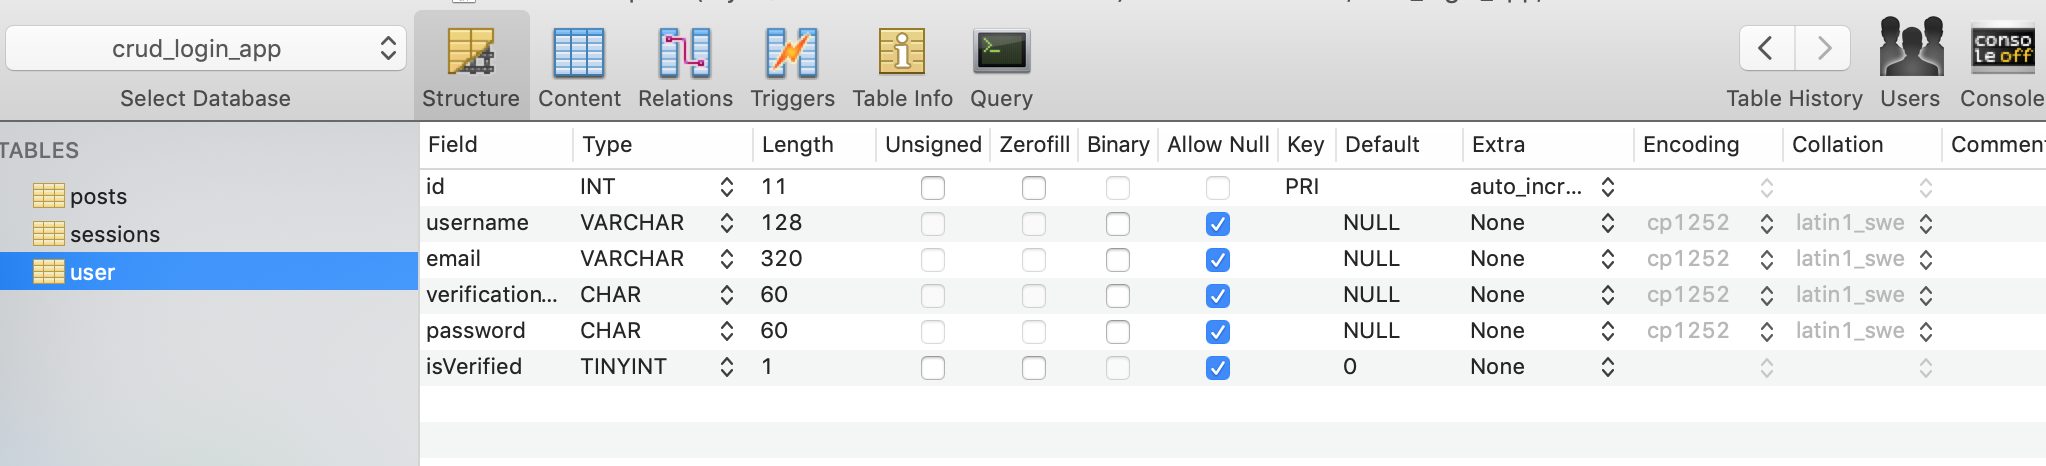 crud_login_app
Select Database
Structure Content Relations Triggers Table Info Query
Table History Users Console
conso
le off
TABLES
posts
sessions
user
Field Type Length Unsigned Zerofill Binary Allow Null Key Default Extra Encoding Collation Commen
id INT 11 PRI auto_incr...
username VARCHAR 128 NULL None cp1252 latin1_swe
email VARCHAR 320 NULL None cp1252 latin1_swe
verification... CHAR 60 NULL None cp1252 latin1_swe
password CHAR 60 NULL None cp1252 latin1_swe
isVerified TINYINT 1 0 None